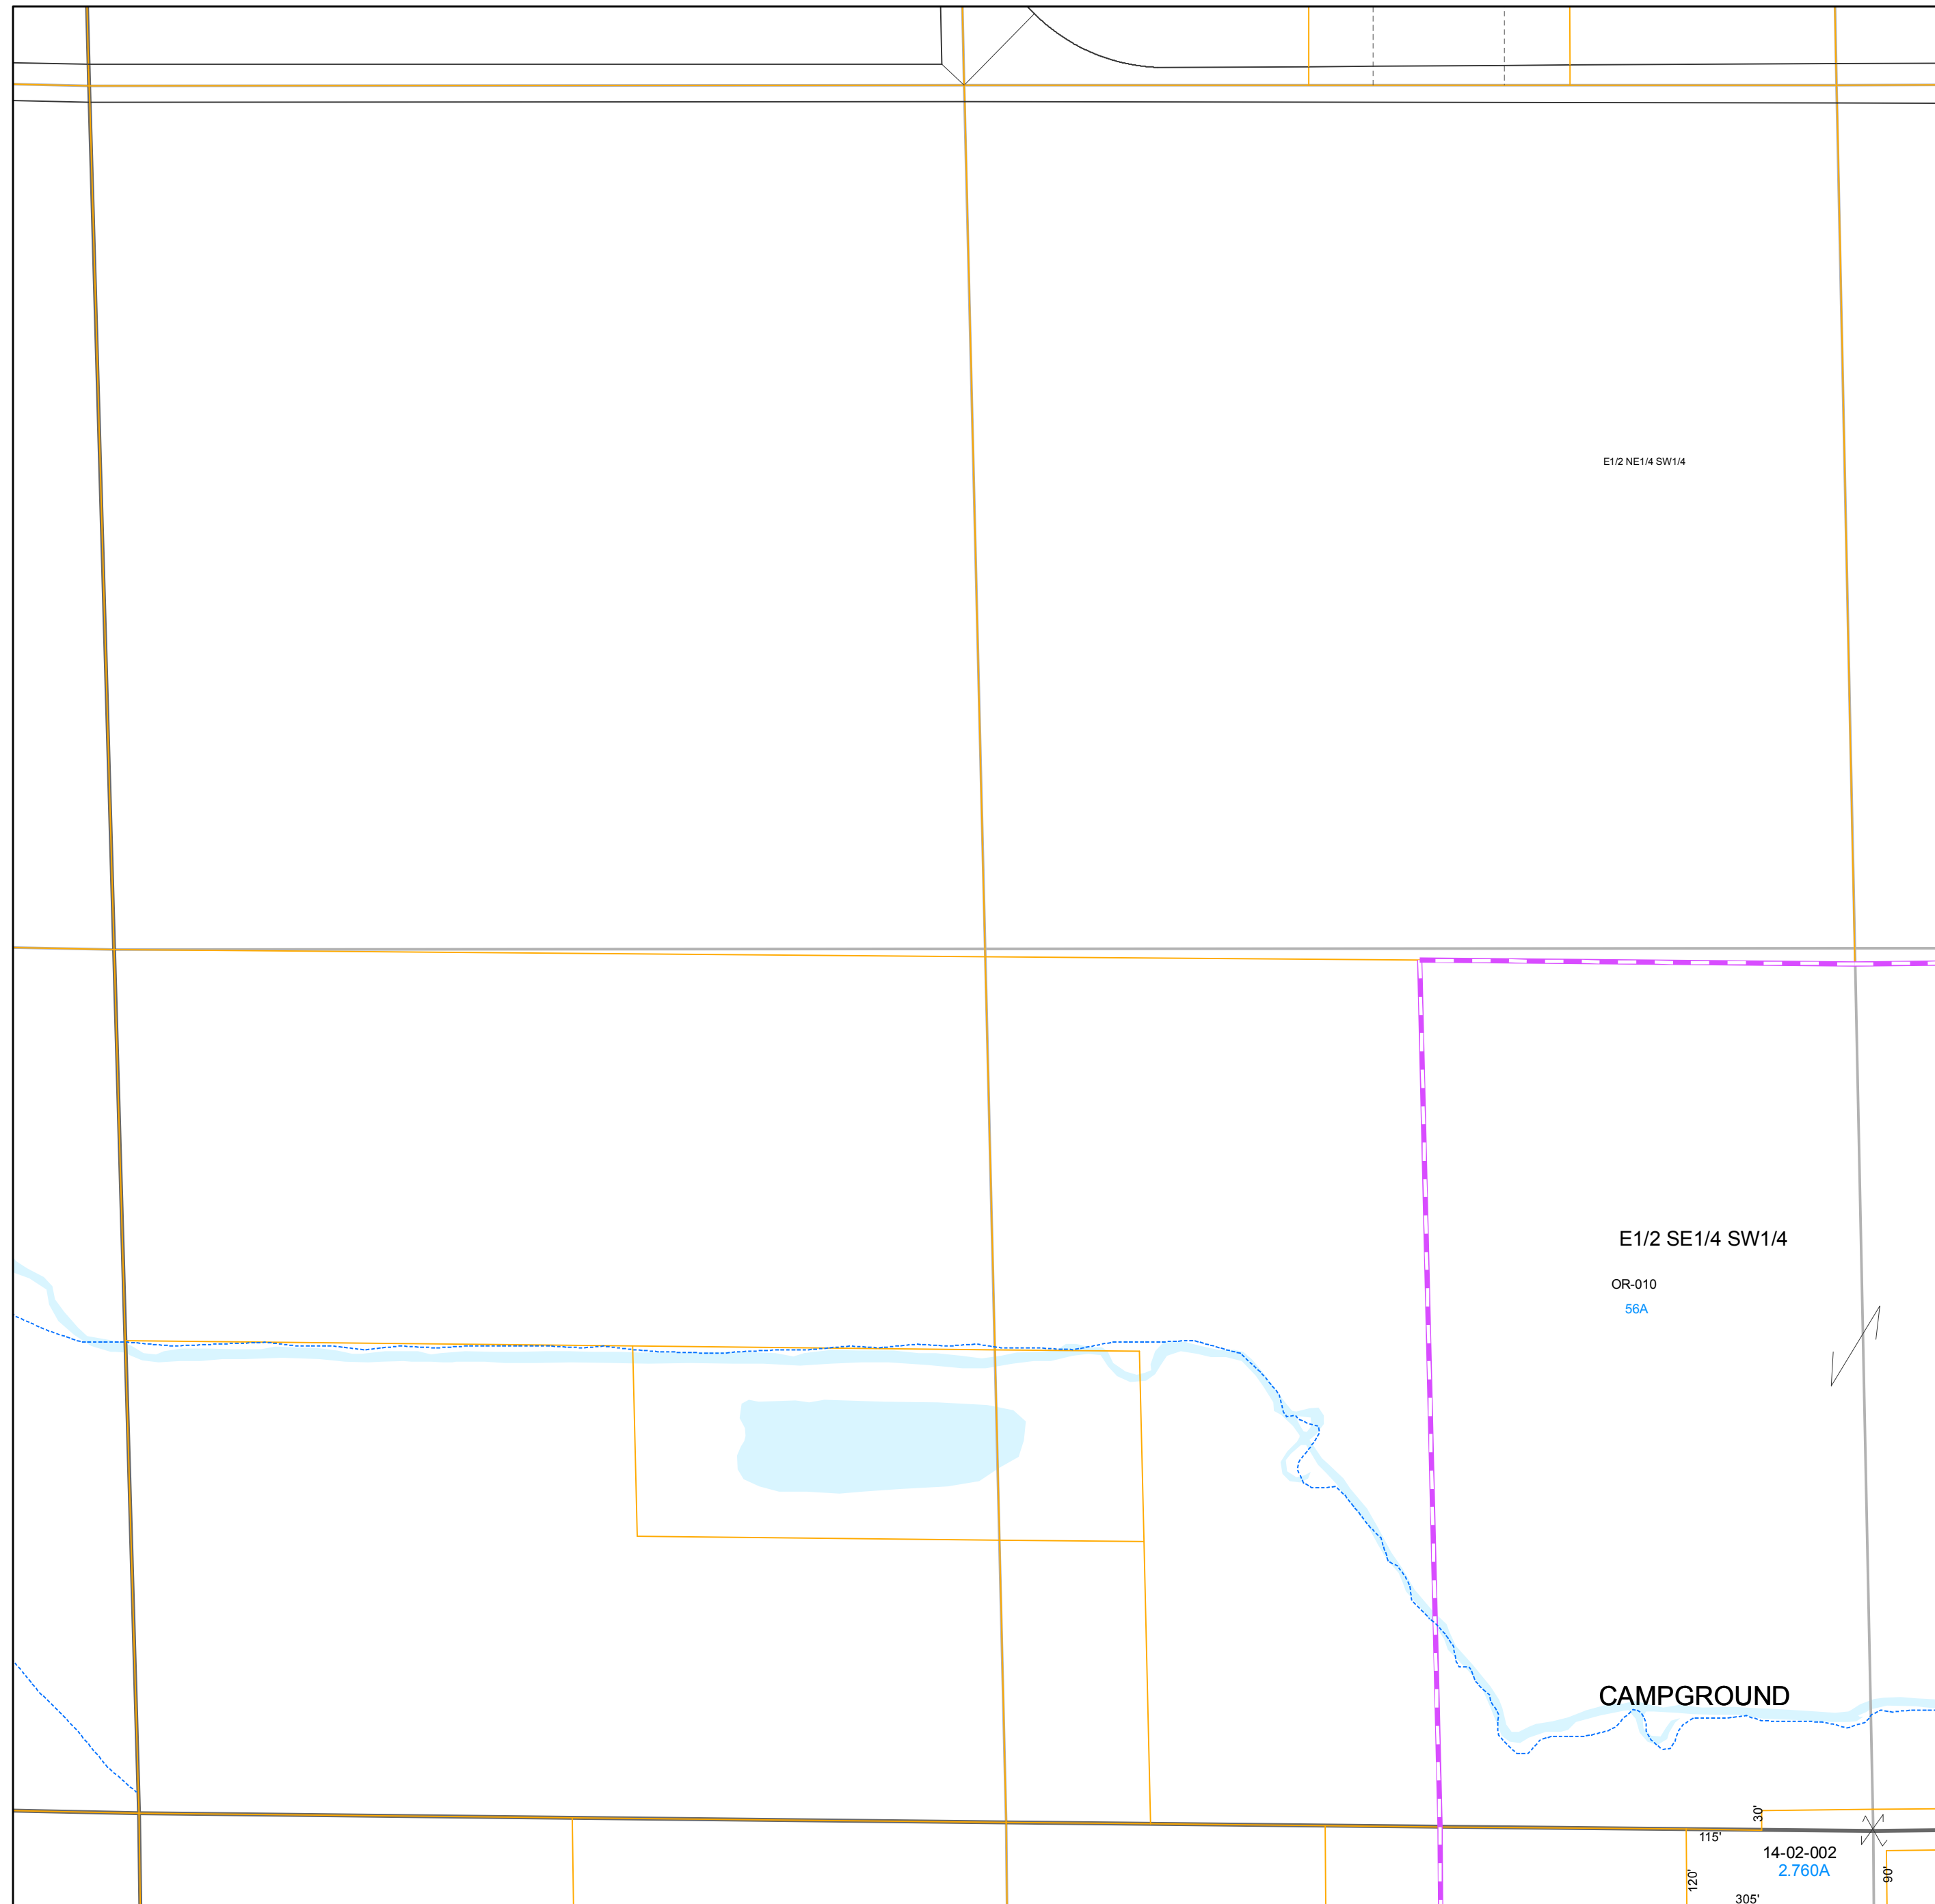 E1/2 NE1/4 SW1/4
E1/2 SE1/4 SW1/4
OR-010
56A
CAMPGROUND
30'
115'
14-02-002
2.760A
120'
90'
305'